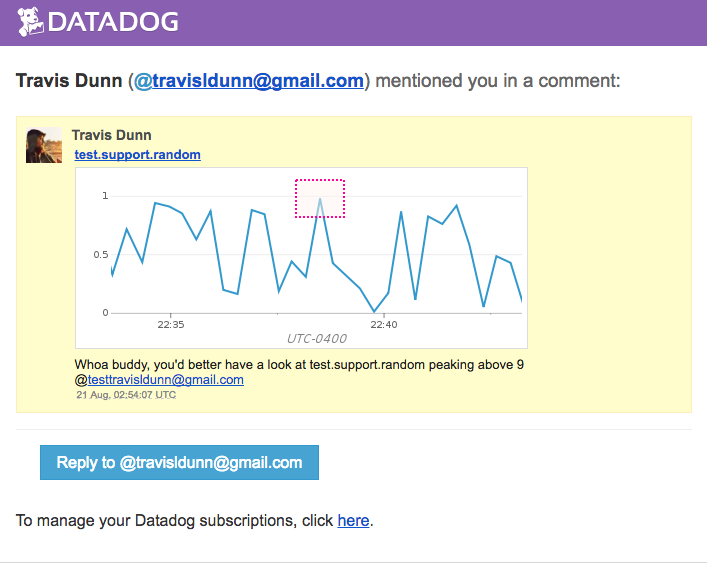 DATADOG
Travis Dunn (@travisldunn@gmail.com) mentioned you in a comment:
Travis Dunn
test.support.random
1
0.5
0
22:35 22:40
UTC-0400
Whoa buddy, you'd better have a look at test.support.random peaking above 9
@testtravisldunn@gmail.com
21 Aug, 02:54:07 UTC
Reply to @travisldunn@gmail.com
To manage your Datadog subscriptions, click here.